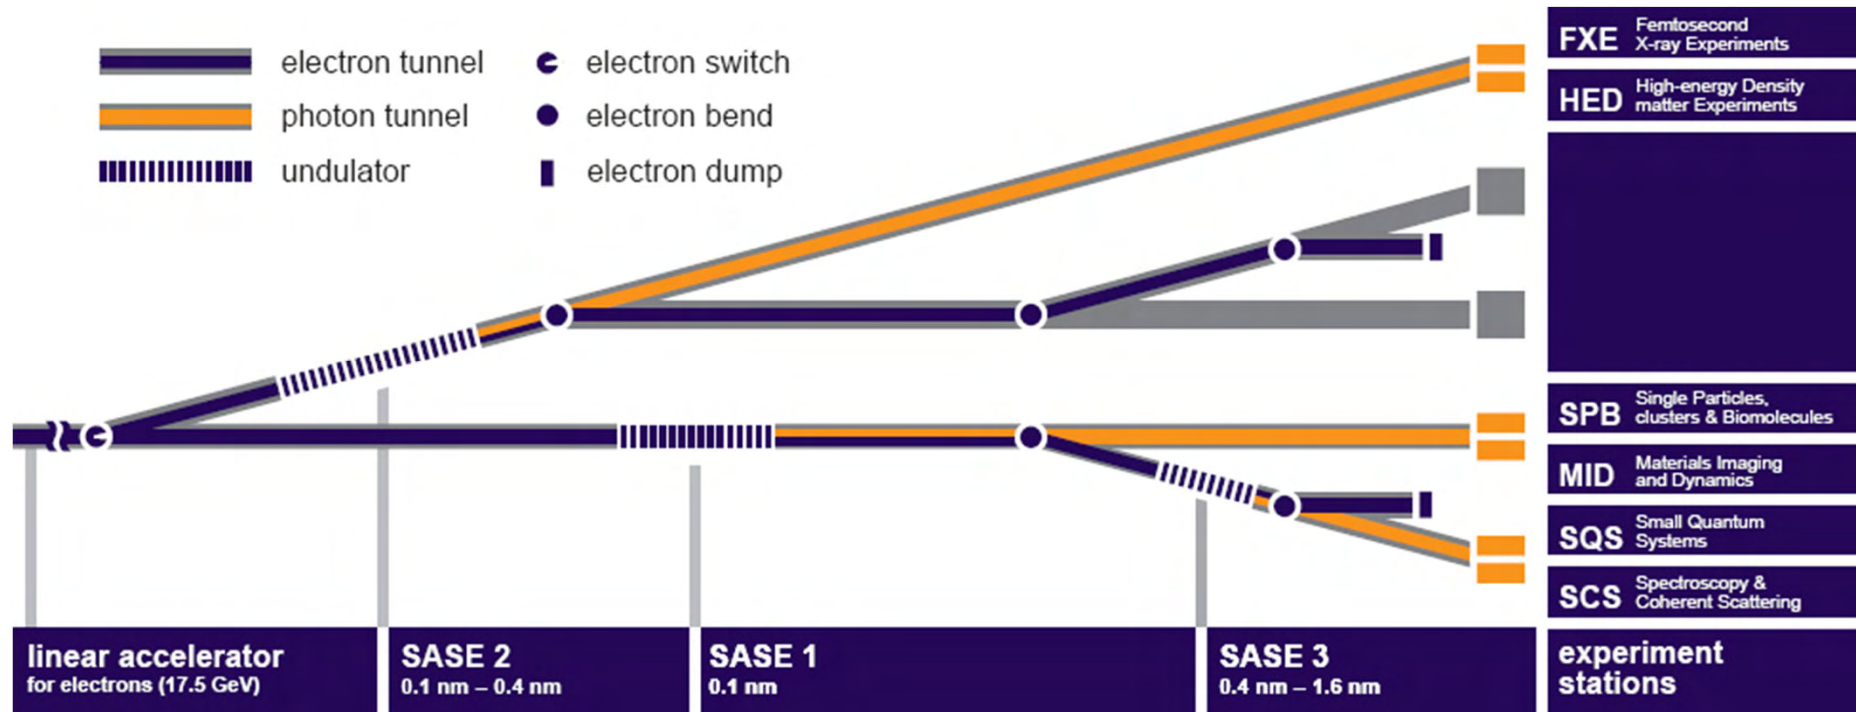 electron tunnel
photon tunnel
undulator
electron switch
electron bend
electron dump
FXE Femtosecond
X-ray Experiments
HED High-energy Density
matter Experiments
SPB Single Particles,
clusters & Biomolecules
MID Materials Imaging
and Dynamics
SQS Small Quantum
Systems
SCS Spectroscopy &
Coherent Scattering
linear accelerator
for electrons (17.5 GeV)
SASE 2
0.1 nm – 0.4 nm
SASE 1
0.1 nm
SASE 3
0.4 nm – 1.6 nm
experiment
stations